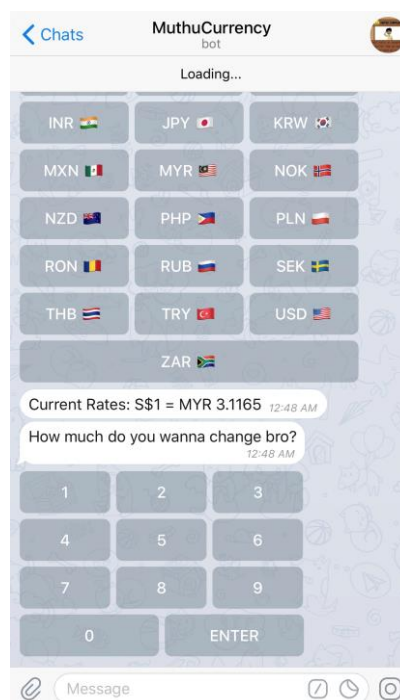 Chats
MuthuCurrency
bot
Loading...
INR 🇮🇳 JPY 🇯🇵 KRW 🇰🇷
MXN 🇲🇽 MYR 🇲🇾 NOK 🇳🇴
NZD 🇳🇿 PHP 🇵🇭 PLN 🇵🇱
RON 🇷🇴 RUB 🇷🇺 SEK 🇸🇪
THB 🇹🇭 TRY 🇹🇷 USD 🇺🇸
ZAR 🇿🇦
Current Rates: S$1 = MYR 3.1165 12:48 AM
How much do you wanna change bro?
12:48 AM
1 2 3
4 5 6
7 8 9
0 ENTER
Message